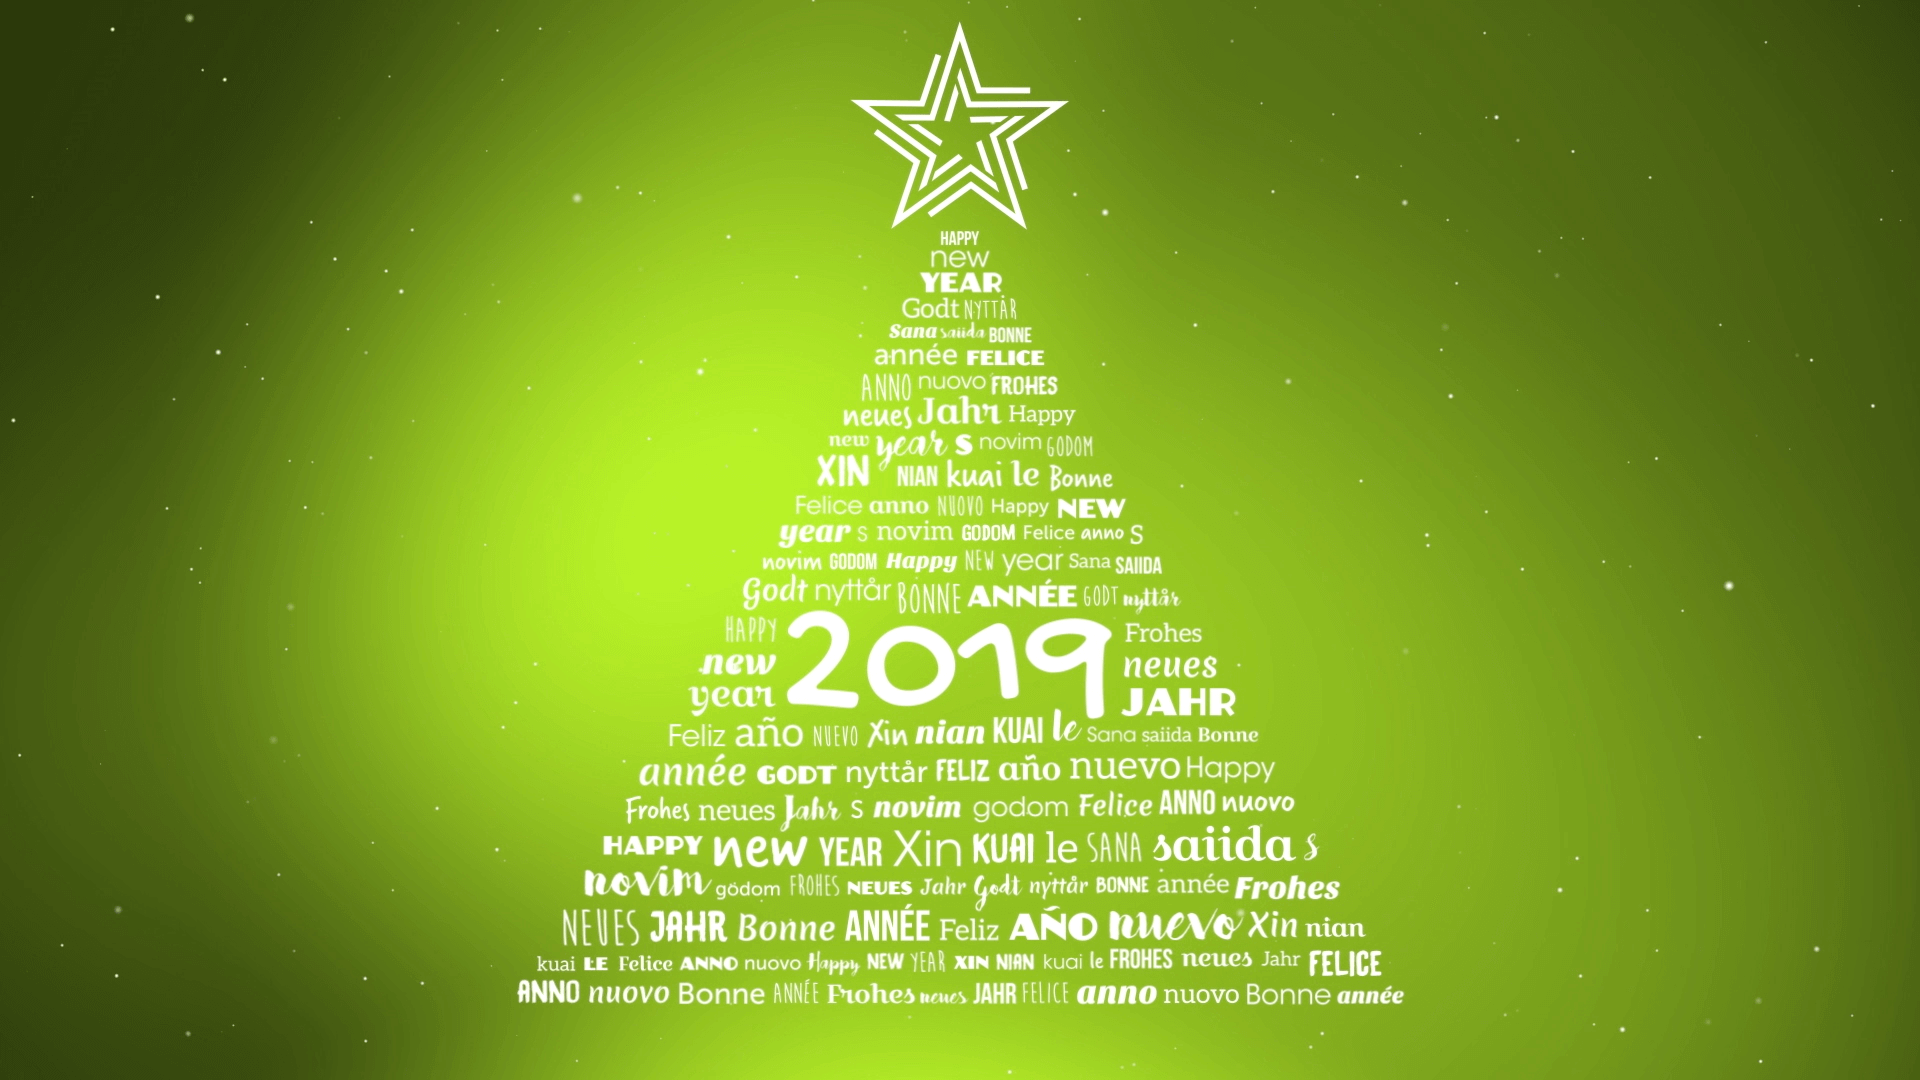 HAPPY
new
YEAR
Godt NYTTÅR
Sana saiida BONNE
année FELICE
ANNO nuovo FROHES
neues Jahr Happy
new year s novim GODOM
XIN NIAN kuai le Bonne
Felice anno NUOVO Happy NEW
year s novim GODOM Felice anno S
novim GODOM Happy NEW year Sana SAIIDA
Godt nyttår BONNE ANNÉE GODT nyttår
HAPPY
new
year
2019
Frohes
neues
JAHR
Feliz año NUEVO Xin nian KUAI le Sana saiida Bonne
année GODT nyttår FELIZ año nuevo Happy
Frohes neues Jahr s novim godom Felice ANNO nuovo
HAPPY new YEAR Xin KUAI le SANA saiida s
novim gödom FROHES NEUES Jahr Godt nyttår BONNE année Frohes
NEUES JAHR Bonne ANNÉE Feliz AÑO nuevo Xin nian
kuai LE Felice ANNO nuovo Happy NEW YEAR XIN NIAN kuai le FROHES neues Jahr FELICE
ANNO nuovo Bonne ANNÉE Frohes neues JAHR FELICE anno nuovo Bonne année